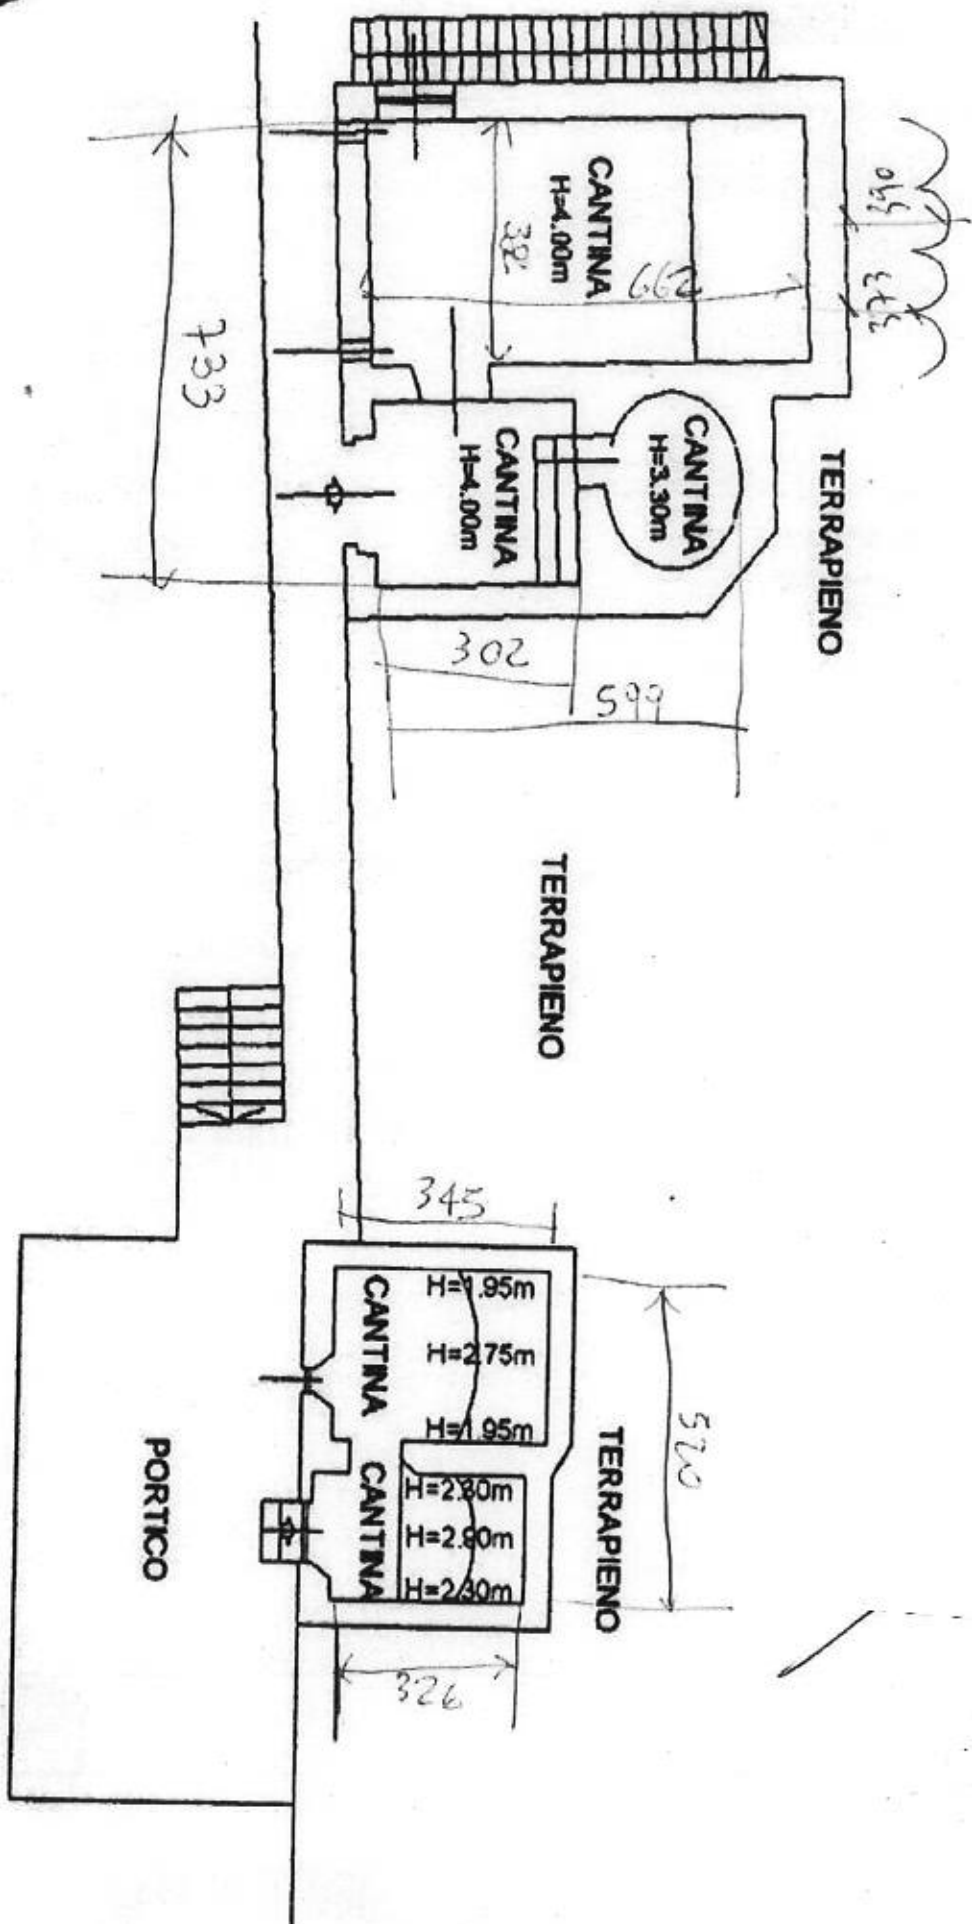 CANTINA
H=4.00m
382
662
390
373
733
CANTINA
H=4.00m
CANTINA
H=3.30m
TERRAPIENO
302
599
TERRAPIENO
345
H=1.95m
H=2.75m
H=1.95m
CANTINA
CANTINA
H=2.30m
H=2.90m
H=2.30m
520
TERRAPIENO
326
PORTICO